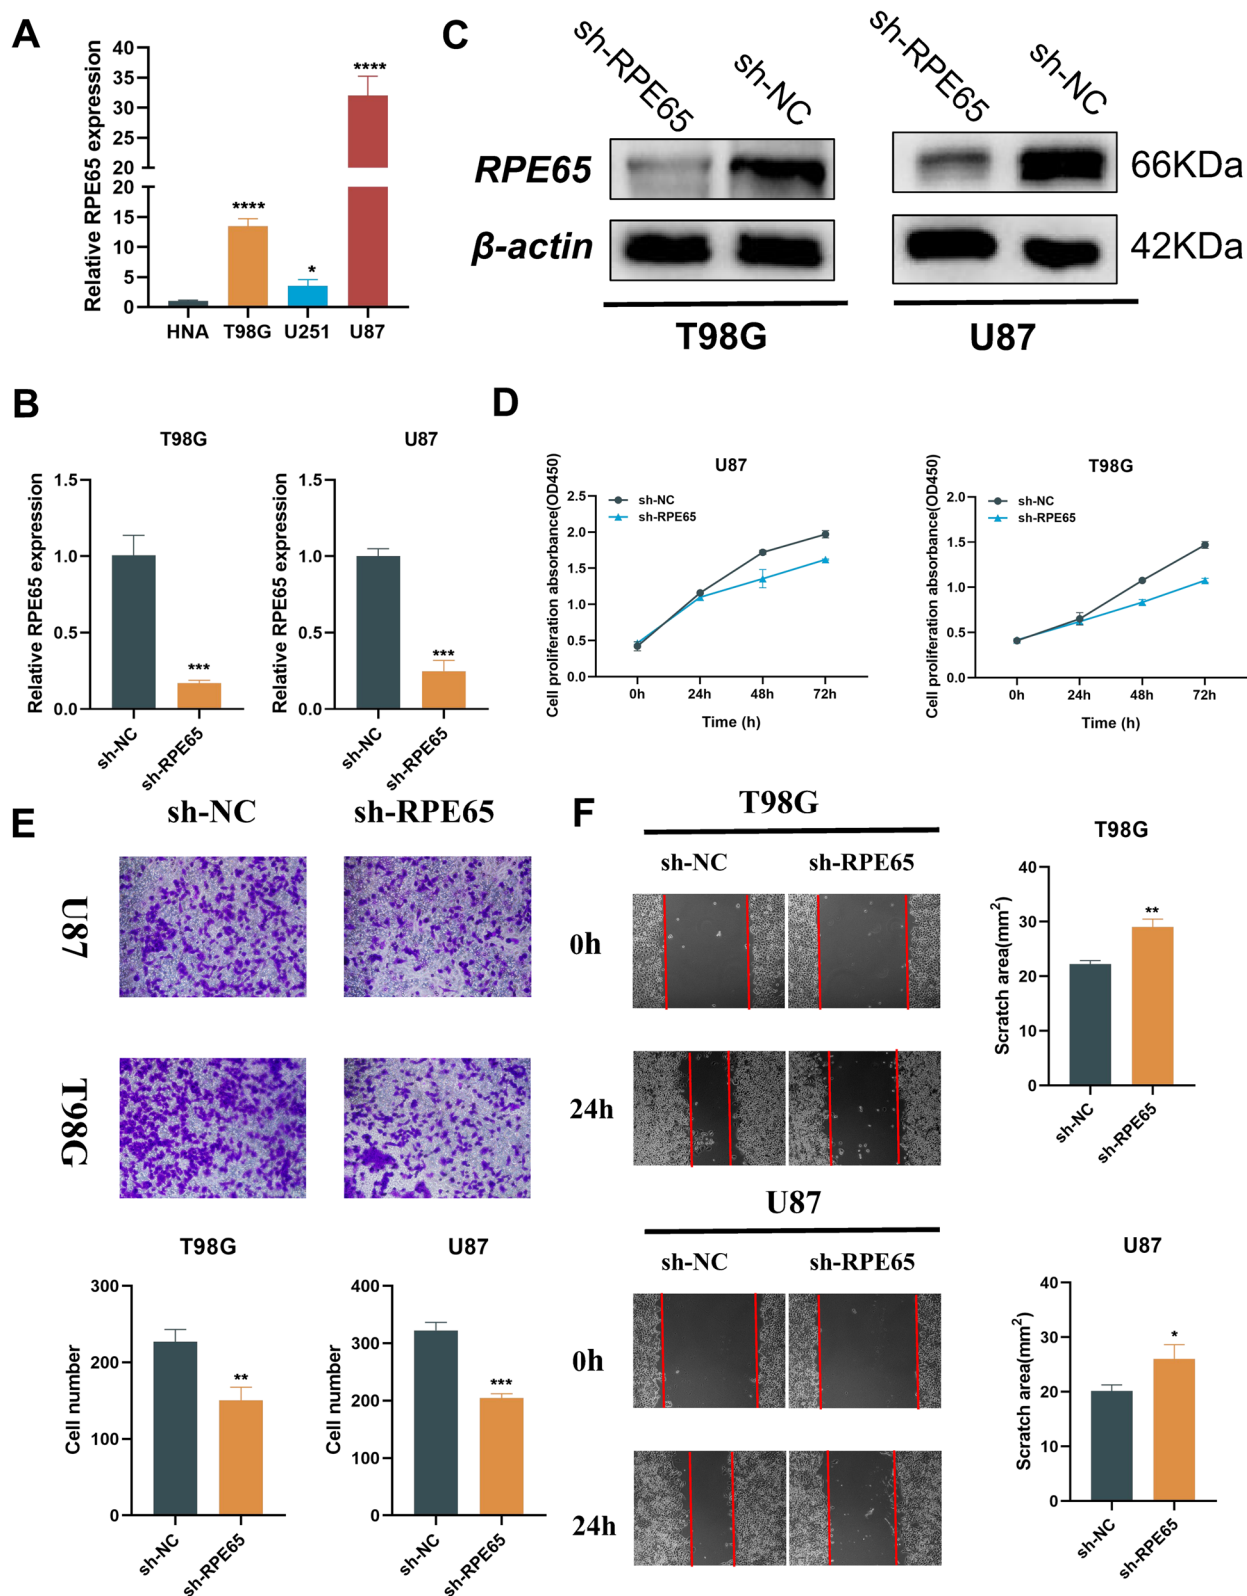 A
Relative RPE65 expression
40
35
30
25
20
20
15
10
5
0
****
*
****
HNA T98G U251 U87
C
sh-RPE65 sh-NC sh-RPE65 sh-NC
RPE65 66KDa
β-actin 42KDa
T98G U87
B
T98G
Relative RPE65 expression
1.5
1.0
0.5
0.0
***
sh-NC
sh-RPE65
U87
Relative RPE65 expression
1.5
1.0
0.5
0.0
***
sh-NC
sh-RPE65
D
U87
Cell proliferation absorbance(OD450)
2.5
2.0
1.5
1.0
0.5
0.0
sh-NC
sh-RPE65
0h 24h 48h 72h
Time (h)
T98G
Cell proliferation absorbance(OD450)
2.0
1.5
1.0
0.5
0.0
sh-NC
sh-RPE65
0h 24h 48h 72h
Time (h)
E
sh-NC sh-RPE65
U87
T98G
T98G
Cell number
300
200
100
0
**
sh-NC
sh-RPE65
U87
Cell number
400
300
200
100
0
***
sh-NC
sh-RPE65
F
T98G
sh-NC sh-RPE65
0h
24h
T98G
Scratch area(mm²)
40
30
20
10
0
**
sh-NC
sh-RPE65
U87
sh-NC sh-RPE65
0h
24h
U87
Scratch area(mm²)
40
30
20
10
0
*
sh-NC
sh-RPE65